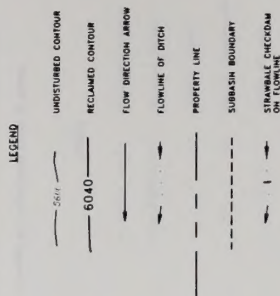 LEGEND
5611
UNDISTURBED CONTOUR
6040
RECLAIMED CONTOUR
FLOW DIRECTION ARROW
FLOWLINE OF DITCH
PROPERTY LINE
SUBBASIN BOUNDARY
STRAWBALE CHECKDAM
ON FLOWLINE